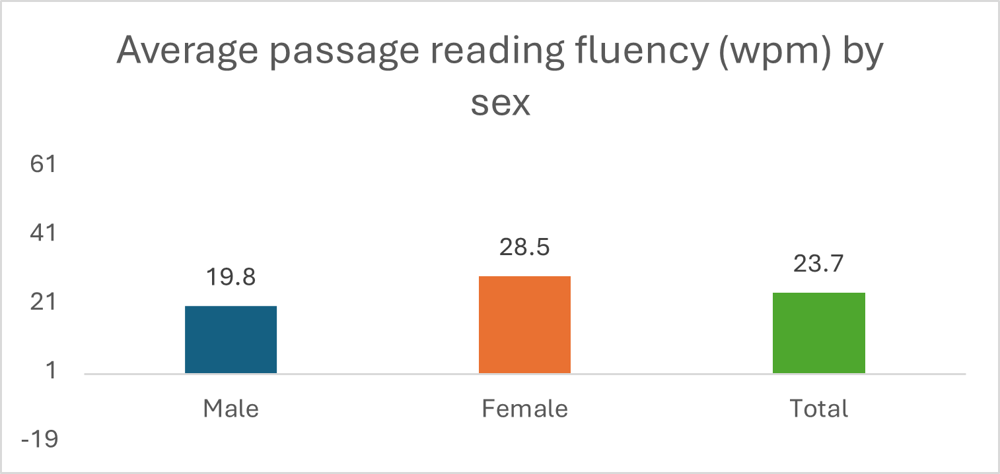 Average passage reading fluency (wpm) by
sex
61
41
21
1
-19
19.8
28.5
23.7
Male
Female
Total